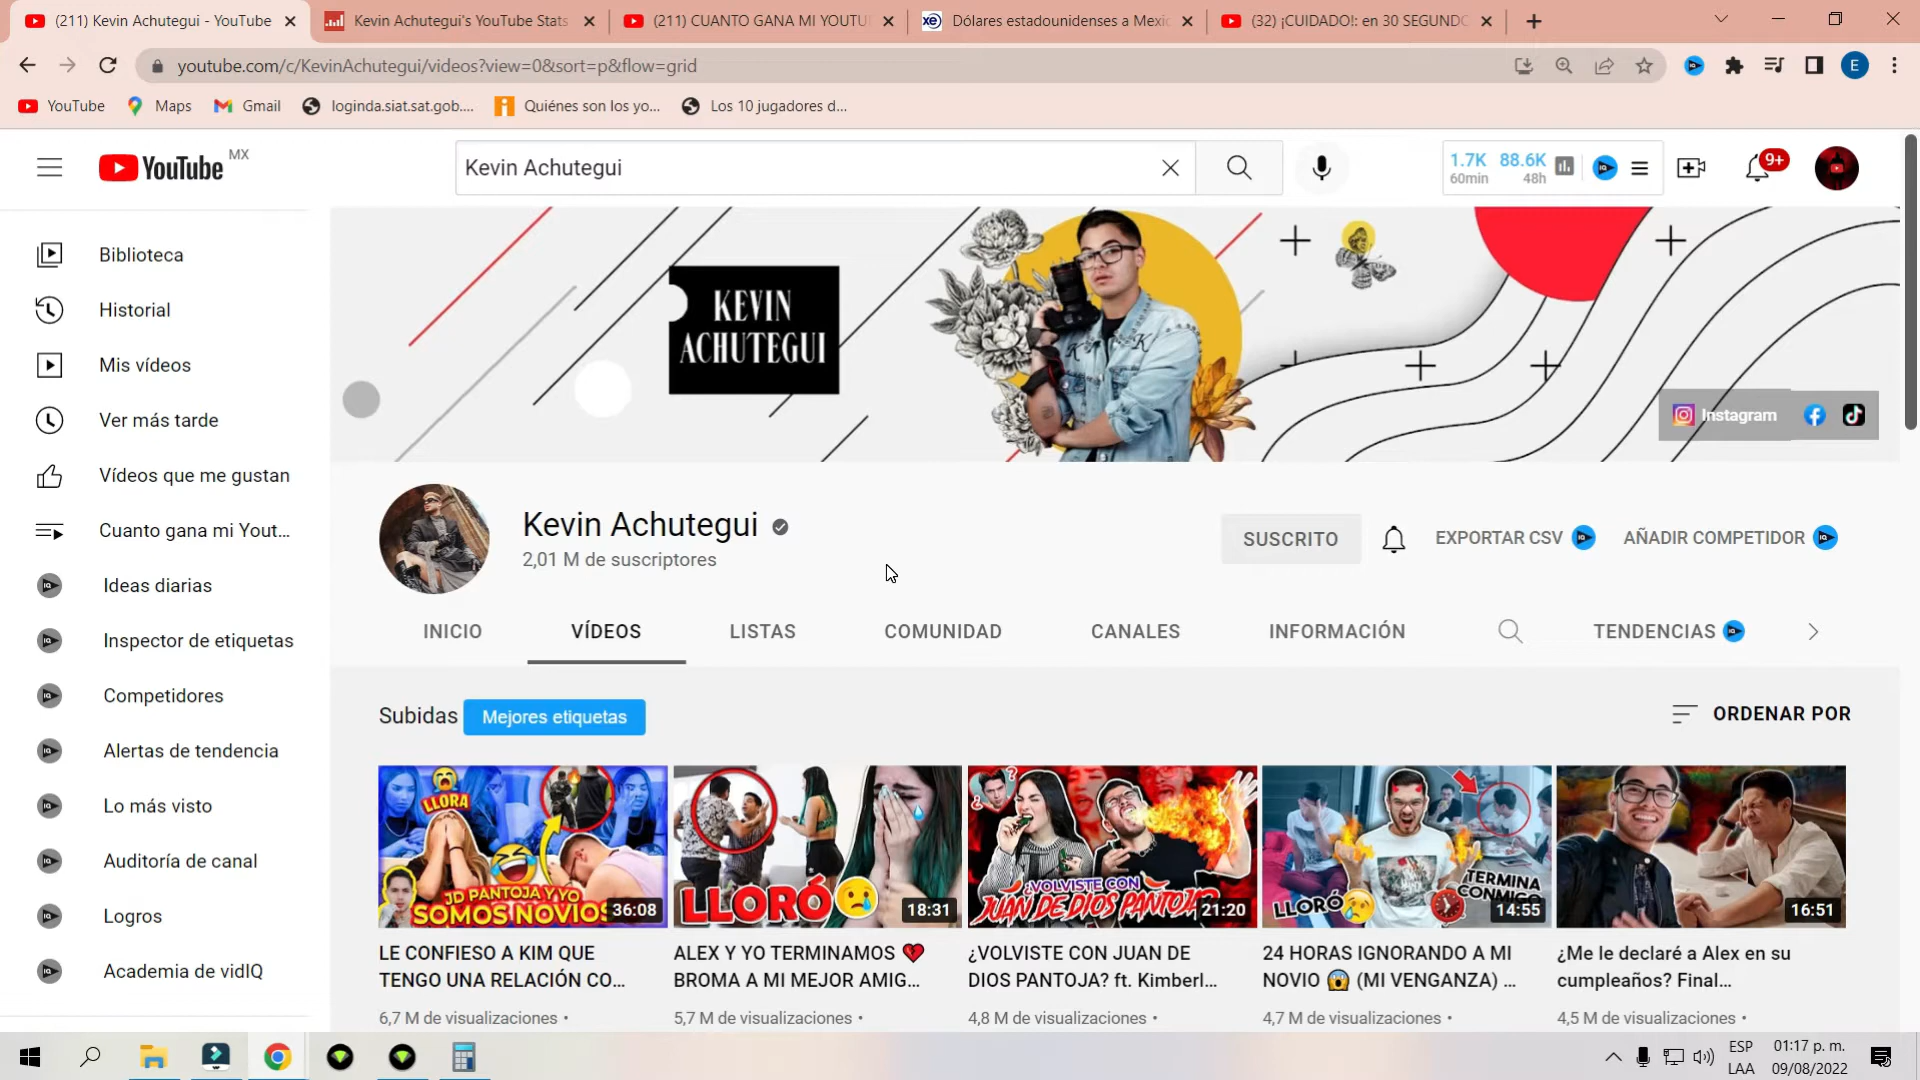 (211) Kevin Achutegui - YouTube
Kevin Achutegui's YouTube Stats
(211) CUANTO GANA MI YOUTU
Dólares estadounidenses a Mexic
(32) ¡CUIDADO!: en 30 SEGUNDO
youtube.com/c/KevinAchutegui/videos?view=0&sort=p&flow=grid
E
YouTube
Maps
Gmail
loginda.siat.sat.gob....
Quiénes son los yo...
Los 10 jugadores d...
YouTube MX
Kevin Achutegui
1.7K 88.6K
60min 48h
9+
Biblioteca
Historial
Mis vídeos
Ver más tarde
Vídeos que me gustan
Cuanto gana mi Yout...
Ideas diarias
Inspector de etiquetas
Competidores
Alertas de tendencia
Lo más visto
Auditoría de canal
Logros
Academia de vidIQ
KEVIN
ACHUTEGUI
Instagram
Kevin Achutegui
2,01 M de suscriptores
SUSCRITO
EXPORTAR CSV
AÑADIR COMPETIDOR
INICIO
VÍDEOS
LISTAS
COMUNIDAD
CANALES
INFORMACIÓN
TENDENCIAS
Subidas
Mejores etiquetas
ORDENAR POR
LLORA
JD PANTOJA Y YO
SOMOS NOVIOS
36:08
LE CONFIESO A KIM QUE
TENGO UNA RELACIÓN CO...
6,7 M de visualizaciones •
LLORÓ
18:31
ALEX Y YO TERMINAMOS 💔
BROMA A MI MEJOR AMIG...
5,7 M de visualizaciones •
¿VOLVISTE CON
JUAN DE DIOS PANTOJA?
21:20
¿VOLVISTE CON JUAN DE
DIOS PANTOJA? ft. Kimberl...
4,8 M de visualizaciones •
LLORÓ
TERMINA
CONMIGO
14:55
24 HORAS IGNORANDO A MI
NOVIO 😱 (MI VENGANZA) ...
4,7 M de visualizaciones •
16:51
¿Me le declaré a Alex en su
cumpleaños? Final...
4,5 M de visualizaciones •
ESP
LAA
01:17 p. m.
09/08/2022